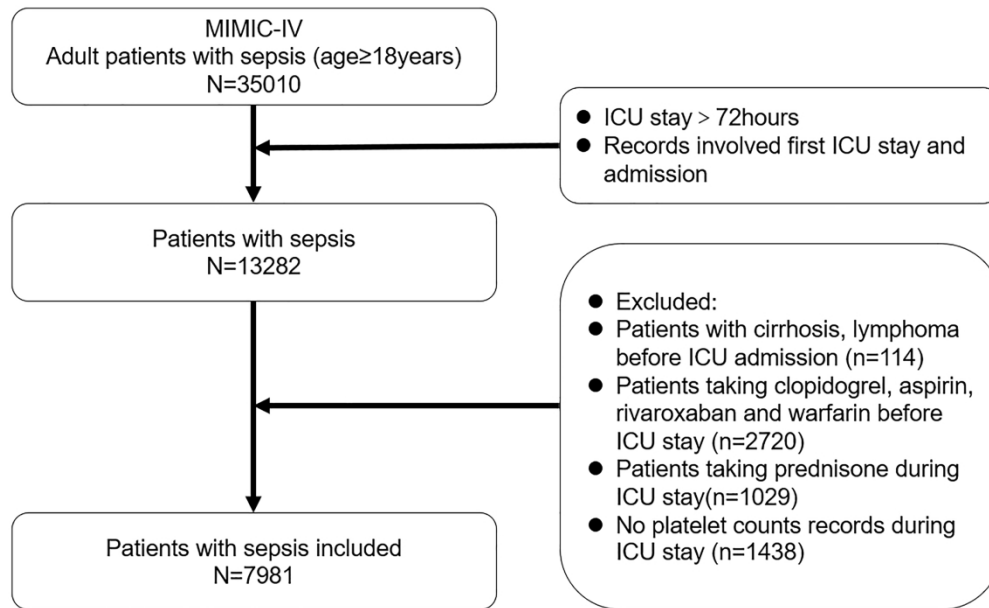 MIMIC-IV
Adult patients with sepsis (age≥18years)
N=35010
● ICU stay﹥72hours
● Records involved first ICU stay and
admission
Patients with sepsis
N=13282
● Excluded:
● Patients with cirrhosis, lymphoma
before ICU admission (n=114)
● Patients taking clopidogrel, aspirin,
rivaroxaban and warfarin before
ICU stay (n=2720)
● Patients taking prednisone during
ICU stay(n=1029)
● No platelet counts records during
ICU stay (n=1438)
Patients with sepsis included
N=7981